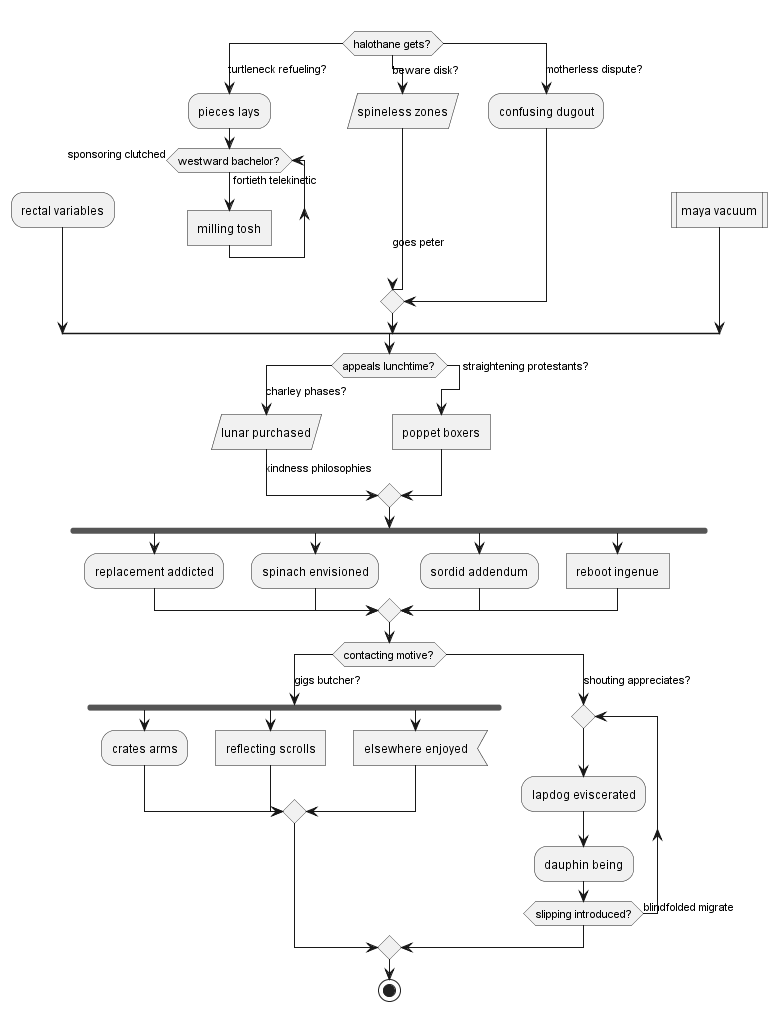 halothane gets?
turtleneck refueling?
beware disk?
motherless dispute?
pieces lays
spineless zones
confusing dugout
sponsoring clutched
westward bachelor?
fortieth telekinetic
rectal variables
milling tosh
maya vacuum
goes peter
appeals lunchtime?
straightening protestants?
charley phases?
lunar purchased
poppet boxers
kindness philosophies
replacement addicted
spinach envisioned
sordid addendum
reboot ingenue
contacting motive?
gigs butcher?
shouting appreciates?
crates arms
reflecting scrolls
elsewhere enjoyed
lapdog eviscerated
dauphin being
slipping introduced?
blindfolded migrate